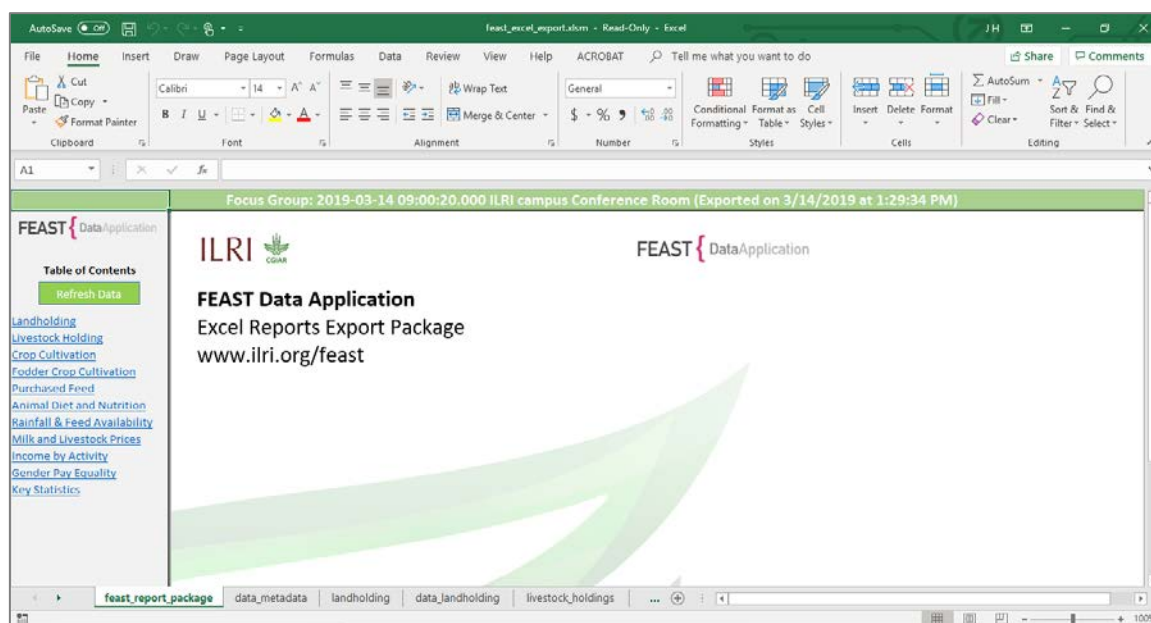 AutoSave Off feast_excel_export.xlsm - Read-Only - Excel JH
File Home Insert Draw Page Layout Formulas Data Review View Help ACROBAT Tell me what you want to do Share Comments
Paste
Cut
Copy
Format Painter
Clipboard
Calibri 14 A A
B I U A
Font
Wrap Text
Merge & Center
Alignment
General
$ % 9
Number
Conditional Formatting
Format as Table
Cell Styles
Styles
Insert Delete Format
Cells
AutoSum
Fill
Clear
Sort & Filter
Find & Select
Editing
A1 fx
Focus Group: 2019-03-14 09:00:20.000 ILRI campus Conference Room (Exported on 3/14/2019 at 1:29:34 PM)
FEAST { DataApplication
Table of Contents
Refresh Data
Landholding
Livestock Holding
Crop Cultivation
Fodder Crop Cultivation
Purchased Feed
Animal Diet and Nutrition
Rainfall & Feed Availability
Milk and Livestock Prices
Income by Activity
Gender Pay Equality
Key Statistics
ILRI CGIAR
FEAST { DataApplication
FEAST Data Application
Excel Reports Export Package
www.ilri.org/feast
feast_report_package data_metadata landholding data_landholding livestock_holdings ...
100%